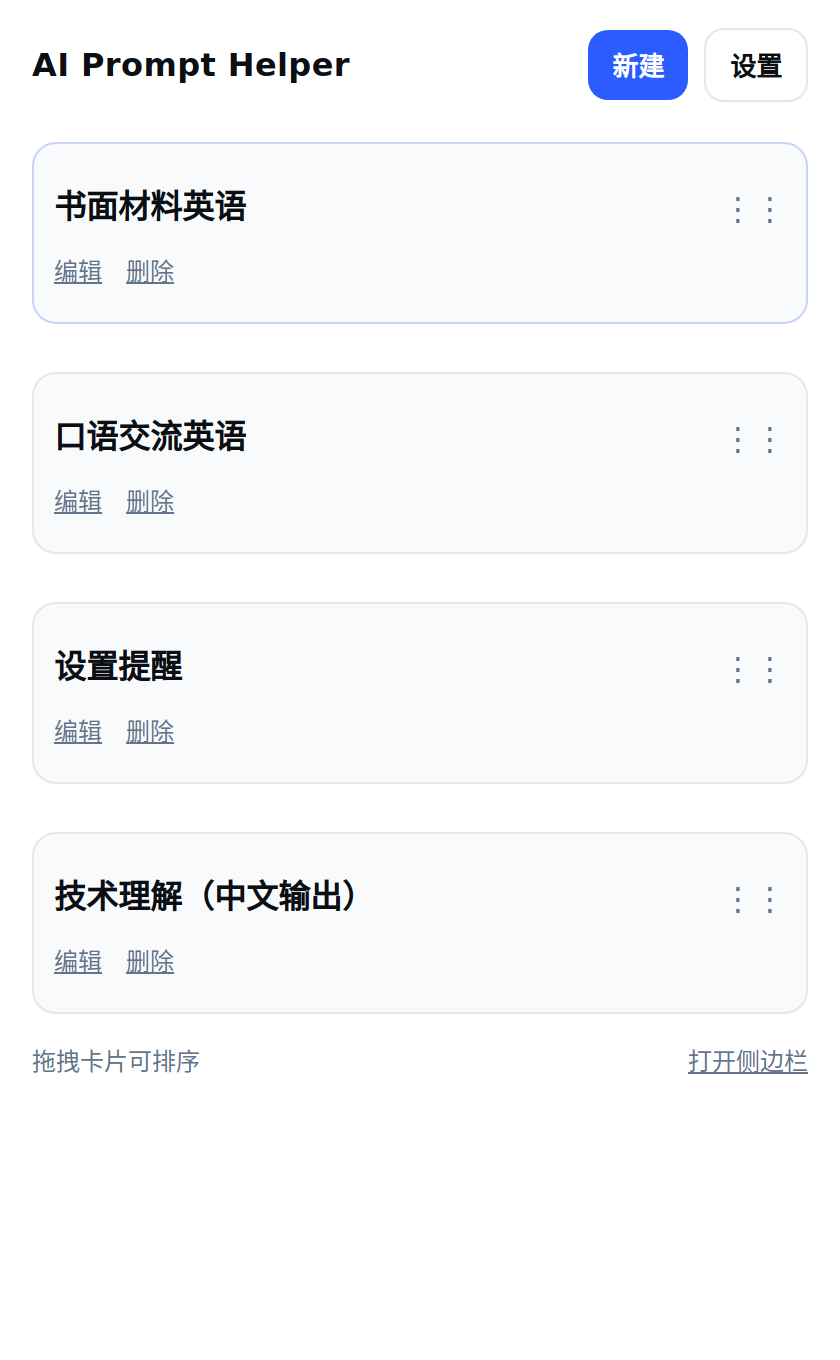 AI Prompt Helper 新建 设置
书面材料英语
编辑 删除
口语交流英语
编辑 删除
设置提醒
编辑 删除
技术理解（中文输出）
编辑 删除
拖拽卡片可排序 打开侧边栏